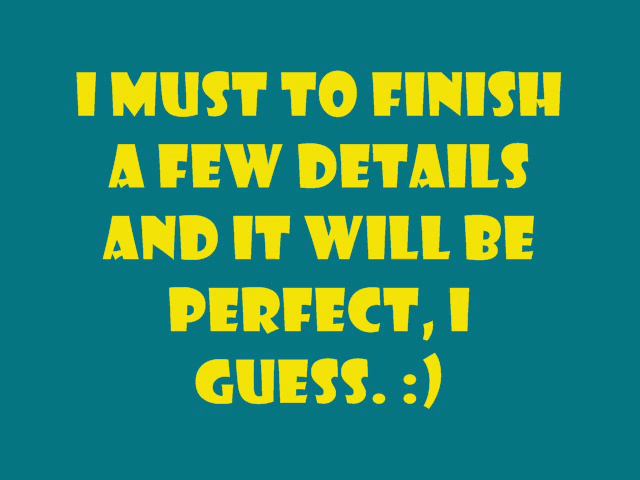 I MUST TO FINISH
A FEW DETAILS
AND IT WILL BE
PERFECT, I
GUESS. :)